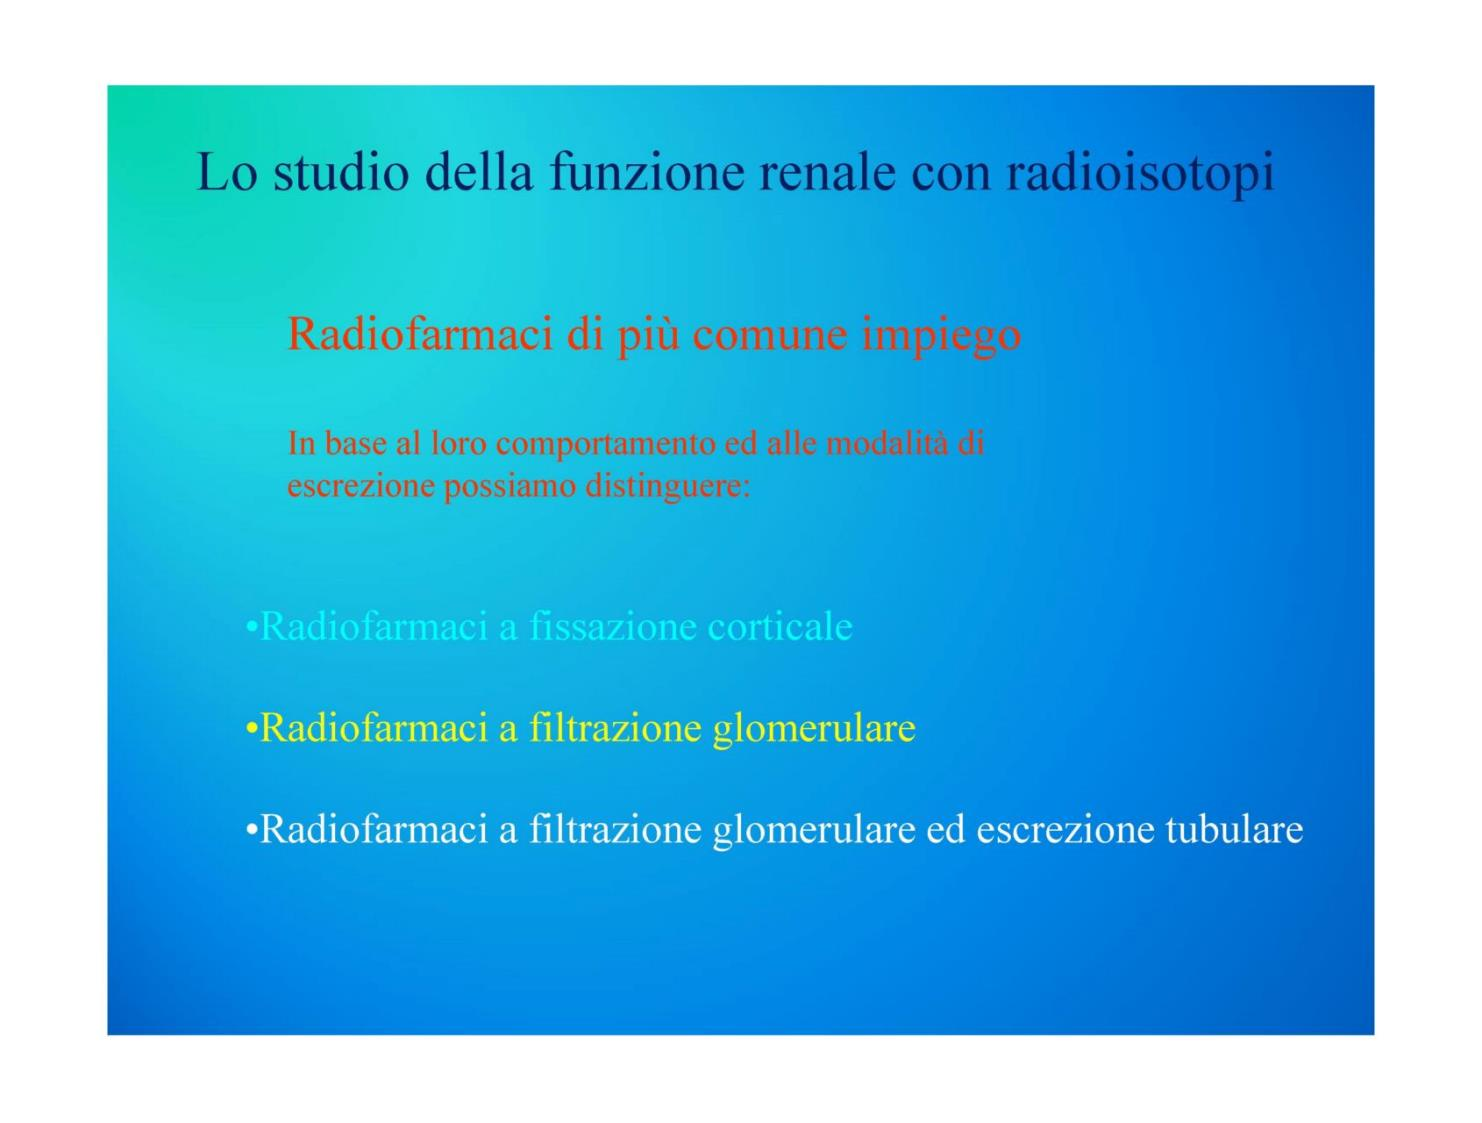 Lo studio della funzione renale con radioisotopi
Radiofarmaci di più comune impiego
In base al loro comportamento ed alle modalità di
escrezione possiamo distinguere:
•Radiofarmaci a fissazione corticale
•Radiofarmaci a filtrazione glomerulare
•Radiofarmaci a filtrazione glomerulare ed escrezione tubulare